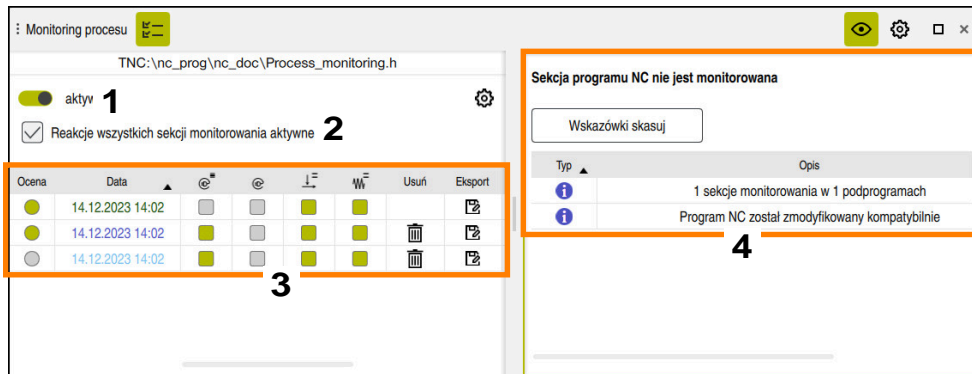 Monitoring procesu
TNC:\nc_prog\nc_doc\Process_monitoring.h
aktyw 1
Reakcje wszystkich sekcji monitorowania aktywne 2
Ocena Data Usuń Eksport
14.12.2023 14:02
14.12.2023 14:02
14.12.2023 14:02
3
Sekcja programu NC nie jest monitorowana
Wskazówki skasuj
Typ Opis
1 sekcje monitorowania w 1 podprogramach
Program NC został zmodyfikowany kompatybilnie
4